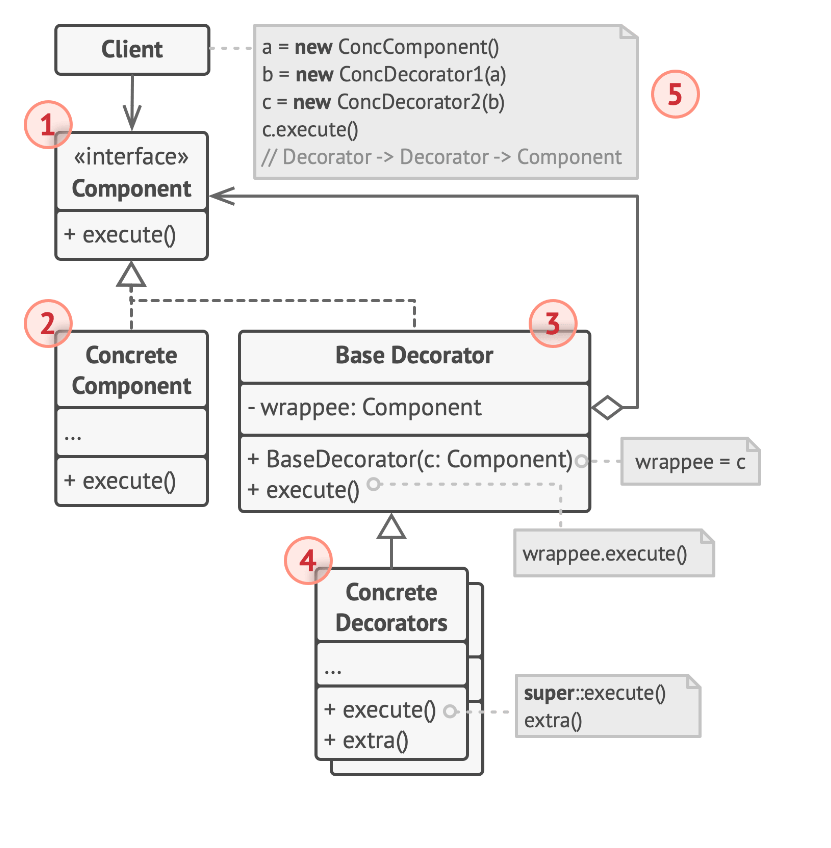 Client
a = new ConcComponent()
b = new ConcDecorator1(a)
c = new ConcDecorator2(b)
c.execute()
// Decorator -> Decorator -> Component
5
1
«interface»
Component
+ execute()
2
Concrete
Component
...
+ execute()
3
Base Decorator
- wrappee: Component
+ BaseDecorator(c: Component)
+ execute()
wrappee = c
wrappee.execute()
4
Concrete
Decorators
...
+ execute()
+ extra()
super::execute()
extra()